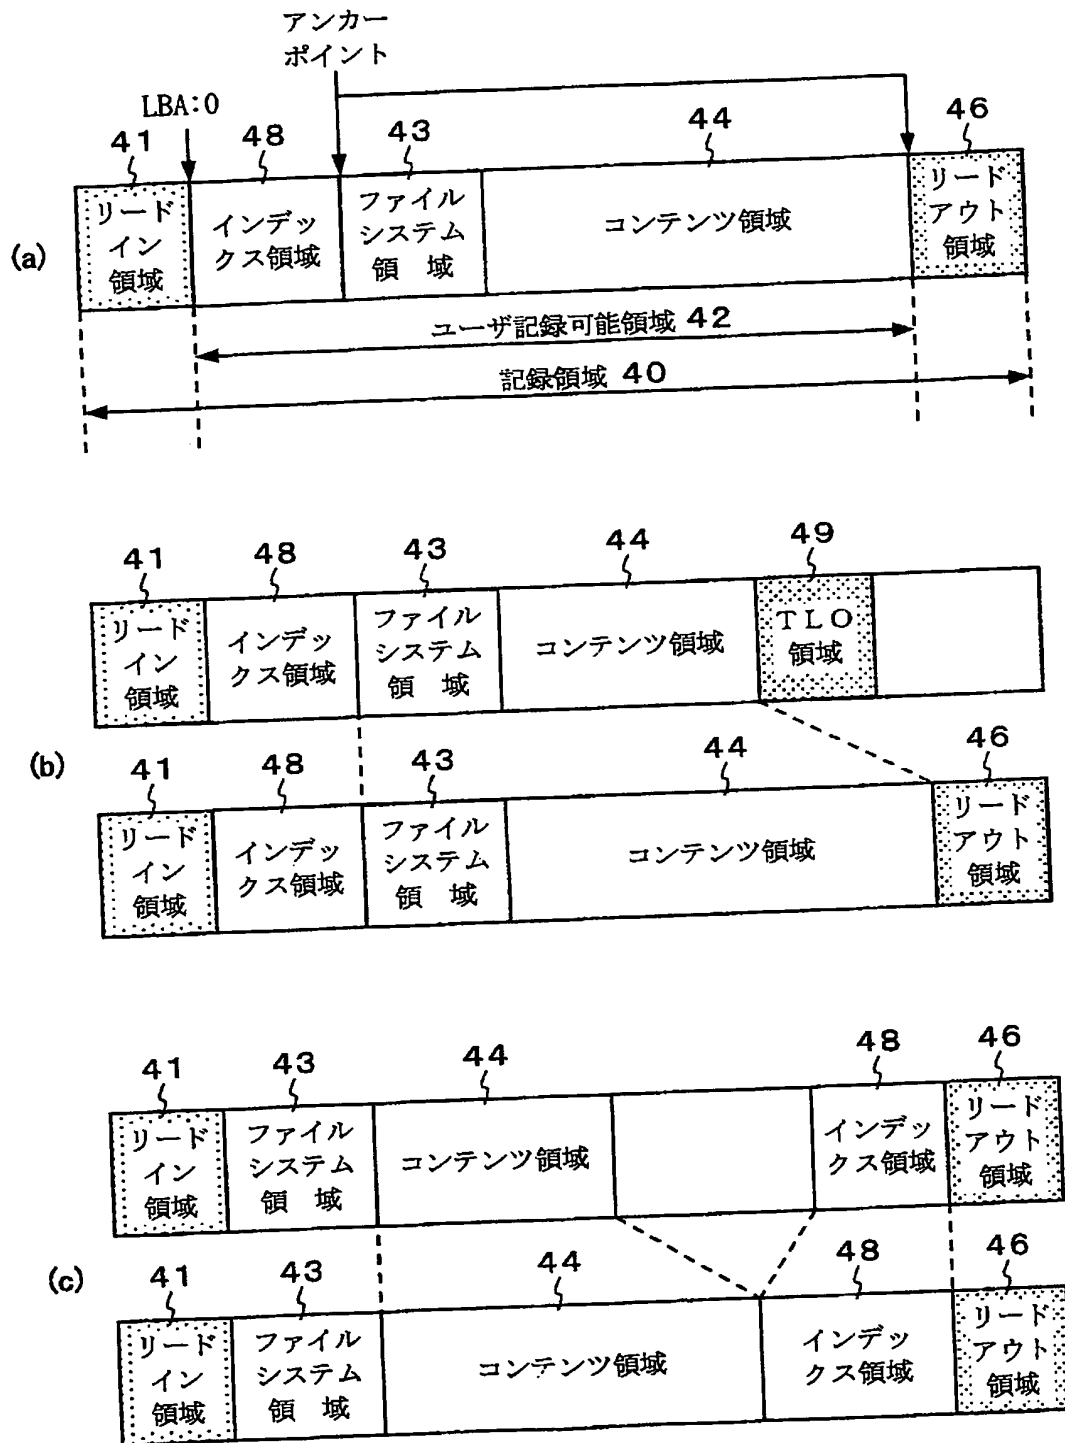 アンカー
ポイント
LBA:0
41
48
43
44
46
(a)
リード
イン
領域
インデッ
クス領域
ファイル
システム
領 域
コンテンツ領域
リード
アウト
領域
ユーザ記録可能領域 42
記録領域 40
41
48
43
44
49
リード
イン
領域
インデッ
クス領域
ファイル
システム
領 域
コンテンツ領域
TLO
領域
(b)
41
48
43
44
46
リード
イン
領域
インデッ
クス領域
ファイル
システム
領 域
コンテンツ領域
リード
アウト
領域
41
43
44
48
46
リード
イン
領域
ファイル
システム
領 域
コンテンツ領域
インデッ
クス領域
リード
アウト
領域
(c)
41
43
44
48
46
リード
イン
領域
ファイル
システム
領 域
コンテンツ領域
インデッ
クス領域
リード
アウト
領域